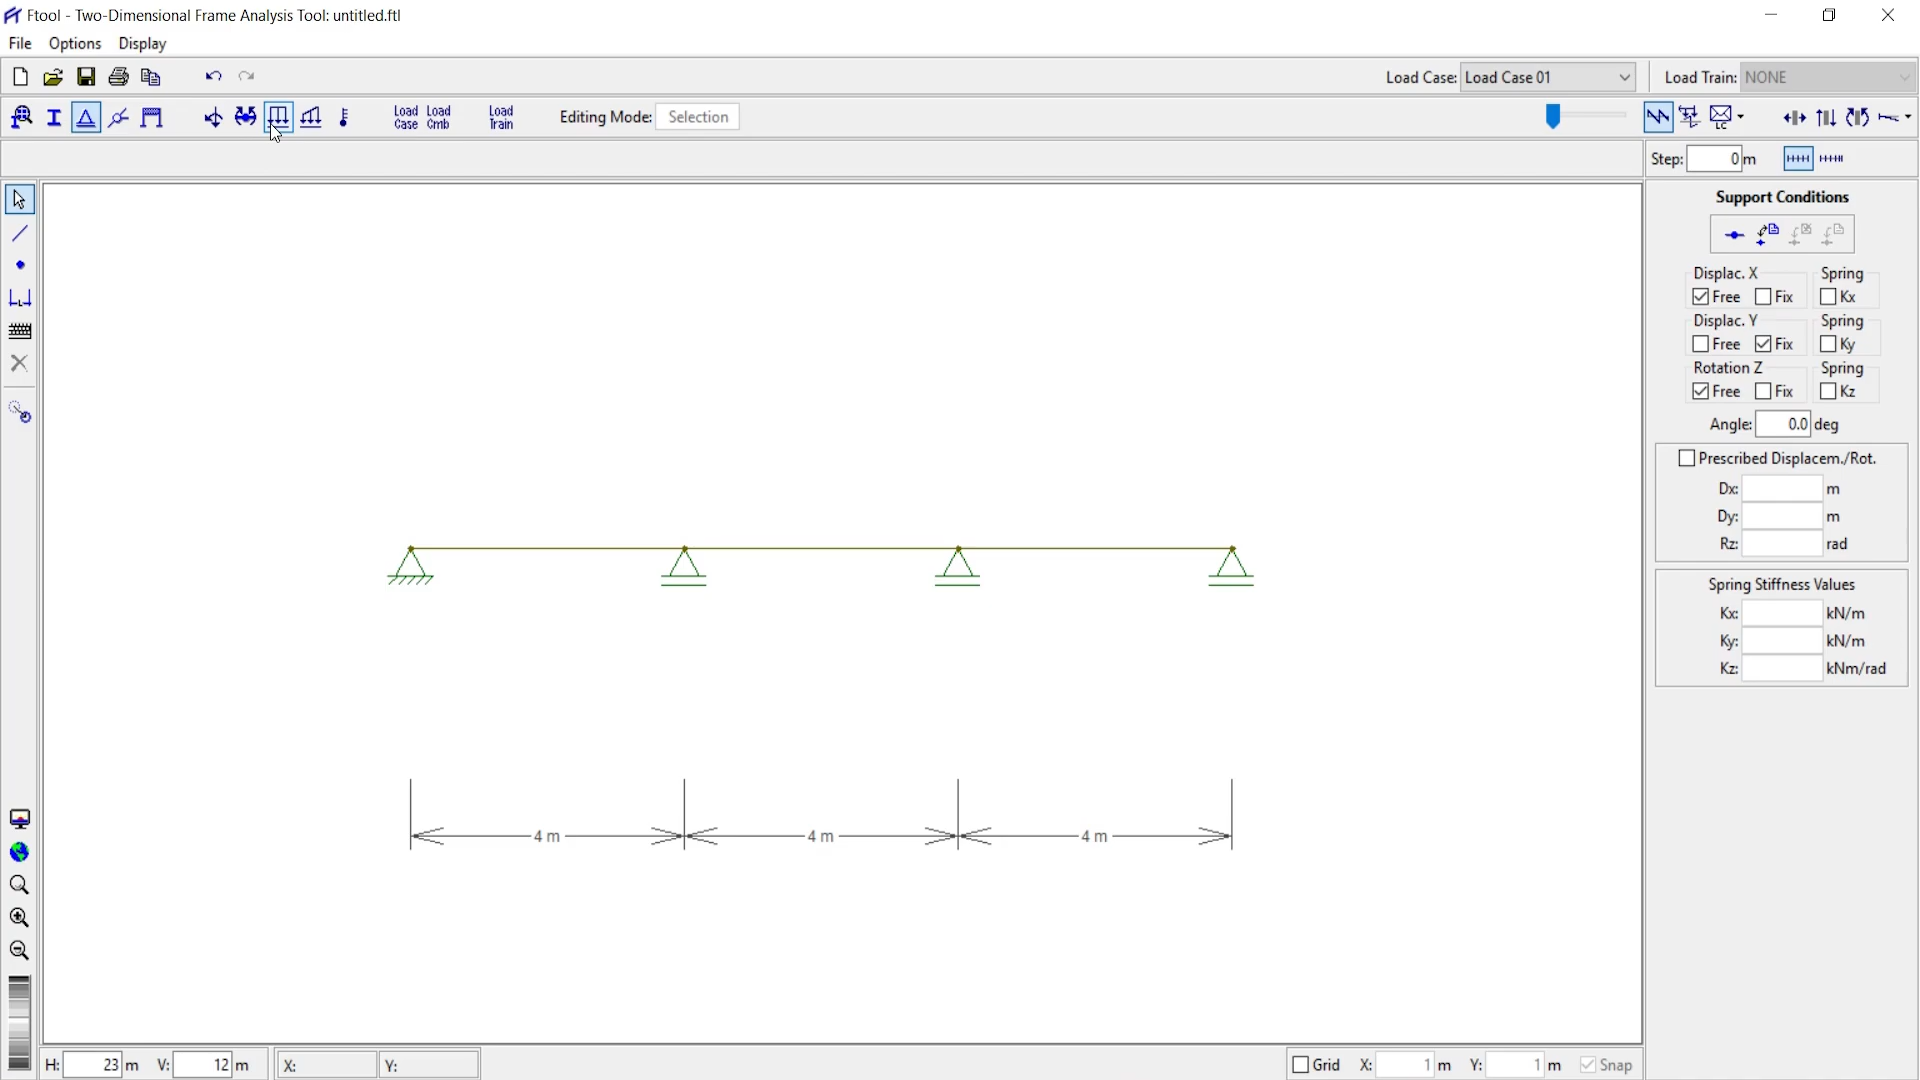 Ftool - Two-Dimensional Frame Analysis Tool: untitled.ftl
File Options Display
Load Case: Load Case 01 Load Train: NONE
Load Case Load Cmb Load Train Editing Mode: Selection LC
Step: 0 m
Support Conditions
Displac. X Spring
Free Fix Kx
Displac. Y Spring
Free Fix Ky
Rotation Z Spring
Free Fix Kz
Angle: 0.0 deg
Prescribed Displacem./Rot.
Dx: m
Dy: m
Rz: rad
Spring Stiffness Values
Kx: kN/m
Ky: kN/m
Kz: kNm/rad
L
4 m 4 m 4 m
H: 23 m V: 12 m X: Y: Grid X: 1 m Y: 1 m Snap